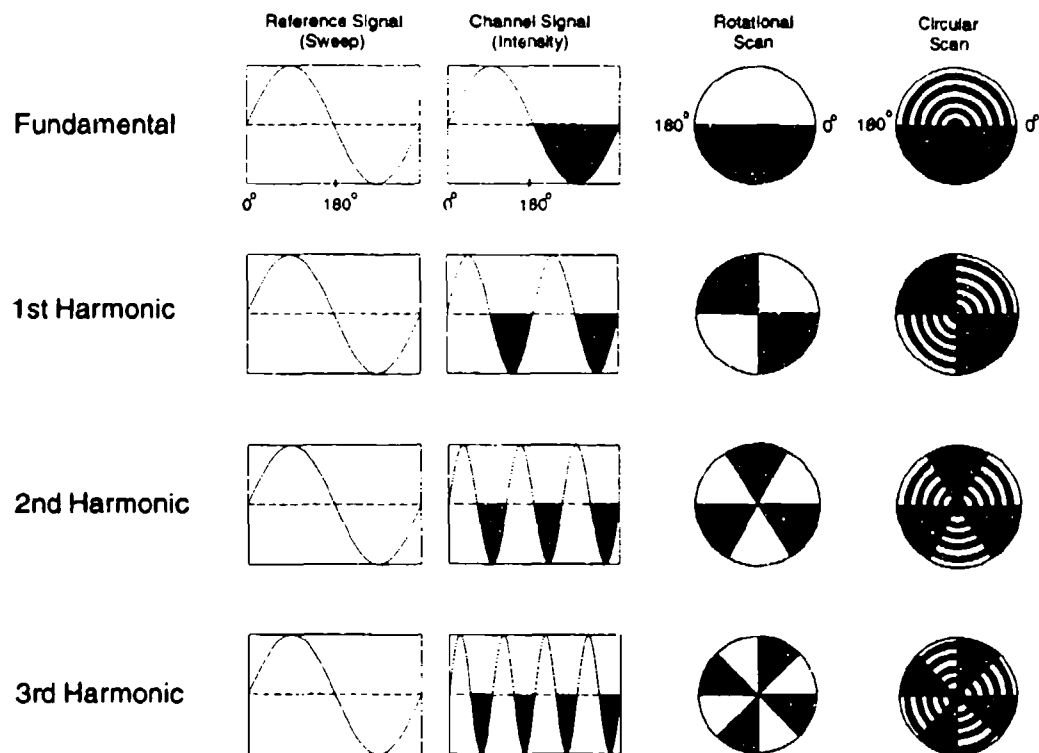 Reference Signal
(Sweep)
Channel Signal
(Intensity)
Rotational
Scan
Circular
Scan
Fundamental
180°
0°
180°
0°
0°
180°
0°
180°
1st Harmonic
2nd Harmonic
3rd Harmonic